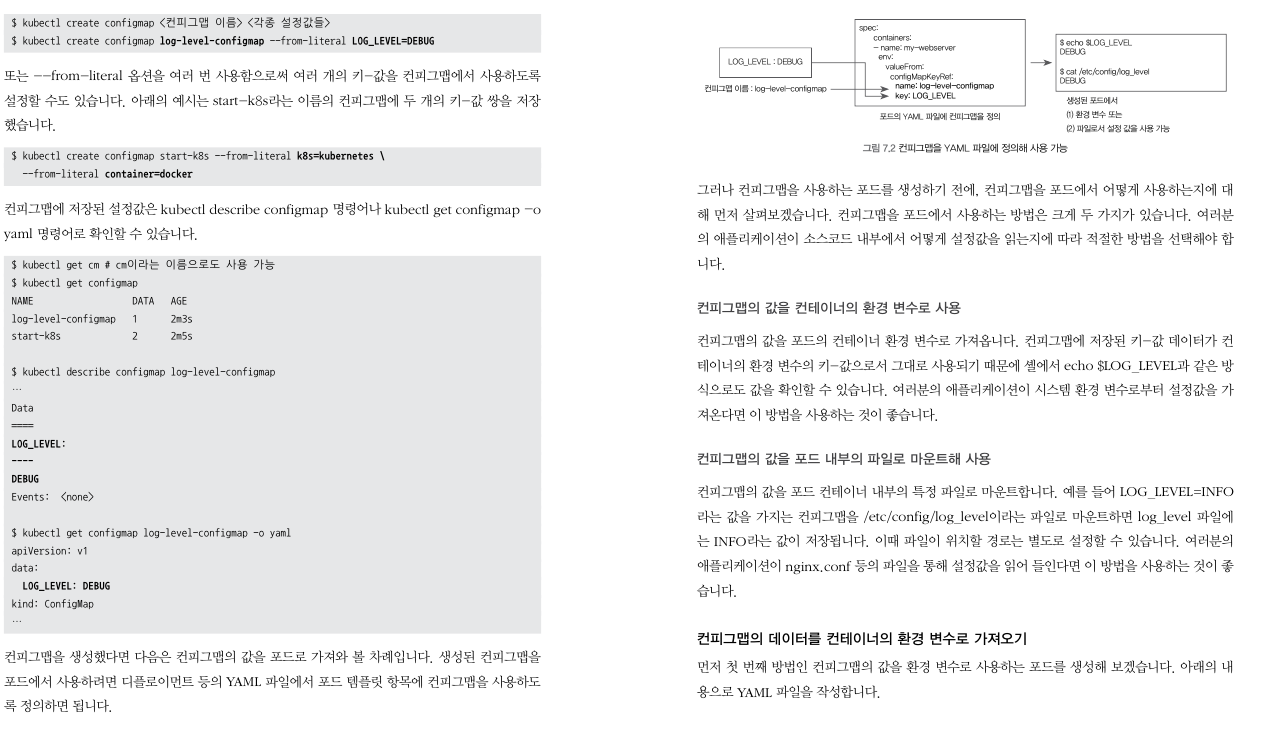 $ kubectl create configmap <컨피그맵 이름> <각종 설정값들>
$ kubectl create configmap log-level-configmap --from-literal LOG_LEVEL=DEBUG
또는 --from-literal 옵션을 여러 번 사용함으로써 여러 개의 키-값을 컨피그맵에서 사용하도록
설정할 수도 있습니다. 아래의 예시는 start-k8s라는 이름의 컨피그맵에 두 개의 키-값 쌍을 저장
했습니다.
$ kubectl create configmap start-k8s --from-literal k8s=kubernetes \
--from-literal container=docker
컨피그맵에 저장된 설정값은 kubectl describe configmap 명령어나 kubectl get configmap -o
yaml 명령어로 확인할 수 있습니다.
$ kubectl get cm # cm이라는 이름으로도 사용 가능
$ kubectl get configmap
NAME DATA AGE
log-level-configmap 1 2m3s
start-k8s 2 2m5s
$ kubectl describe configmap log-level-configmap
...
Data
====
LOG_LEVEL:
----
DEBUG
Events: <none>
$ kubectl get configmap log-level-configmap -o yaml
apiVersion: v1
data:
LOG_LEVEL: DEBUG
kind: ConfigMap
...
컨피그맵을 생성했다면 다음은 컨피그맵의 값을 포드로 가져와 볼 차례입니다. 생성된 컨피그맵을
포드에서 사용하려면 디플로이먼트 등의 YAML 파일에서 포드 템플릿 항목에 컨피그맵을 사용하도
록 정의하면 됩니다.
LOG_LEVEL : DEBUG
컨피그맵 이름 : log-level-configmap
spec:
containers:
- name: my-webserver
env:
valueFrom:
configMapKeyRef:
name: log-level-configmap
key: LOG_LEVEL
포드의 YAML 파일에 컨피그맵을 정의
$ echo $LOG_LEVEL
DEBUG
$ cat /etc/config/log_level
DEBUG
생성된 포드에서
(1) 환경 변수 또는
(2) 파일로서 설정 값을 사용 가능
그림 7.2 컨피그맵을 YAML 파일에 정의해 사용 가능
그러나 컨피그맵을 사용하는 포드를 생성하기 전에, 컨피그맵을 포드에서 어떻게 사용하는지에 대
해 먼저 살펴보겠습니다. 컨피그맵을 포드에서 사용하는 방법은 크게 두 가지가 있습니다. 여러분
의 애플리케이션이 소스코드 내부에서 어떻게 설정값을 읽는지에 따라 적절한 방법을 선택해야 합
니다.
컨피그맵의 값을 컨테이너의 환경 변수로 사용
컨피그맵의 값을 포드의 컨테이너 환경 변수로 가져옵니다. 컨피그맵에 저장된 키-값 데이터가 컨
테이너의 환경 변수의 키-값으로서 그대로 사용되기 때문에 셸에서 echo $LOG_LEVEL과 같은 방
식으로도 값을 확인할 수 있습니다. 여러분의 애플리케이션이 시스템 환경 변수로부터 설정값을 가
져온다면 이 방법을 사용하는 것이 좋습니다.
컨피그맵의 값을 포드 내부의 파일로 마운트해 사용
컨피그맵의 값을 포드 컨테이너 내부의 특정 파일로 마운트합니다. 예를 들어 LOG_LEVEL=INFO
라는 값을 가지는 컨피그맵을 /etc/config/log_level이라는 파일로 마운트하면 log_level 파일에
는 INFO라는 값이 저장됩니다. 이때 파일이 위치할 경로는 별도로 설정할 수 있습니다. 여러분의
애플리케이션이 nginx.conf 등의 파일을 통해 설정값을 읽어 들인다면 이 방법을 사용하는 것이 좋
습니다.
컨피그맵의 데이터를 컨테이너의 환경 변수로 가져오기
먼저 첫 번째 방법인 컨피그맵의 값을 환경 변수로 사용하는 포드를 생성해 보겠습니다. 아래의 내
용으로 YAML 파일을 작성합니다.